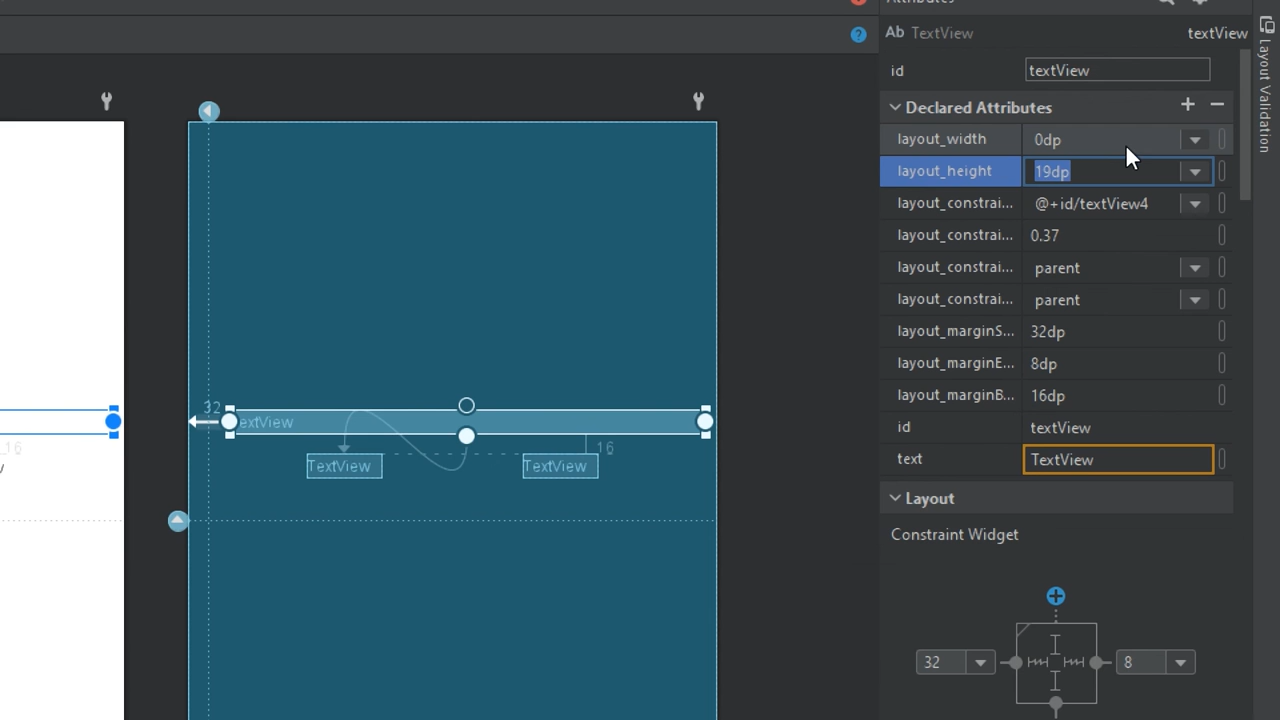 Attributes
Ab TextView textView
id textView
Declared Attributes
layout_width 0dp
layout_height 19dp
layout_constrai... @+id/textView4
layout_constrai... 0.37
layout_constrai... parent
layout_constrai... parent
layout_marginS... 32dp
layout_marginE... 8dp
layout_marginB... 16dp
id textView
text TextView
Layout
Constraint Widget
32 8
Layout Validation
?
32
extView
16
TextView TextView
16